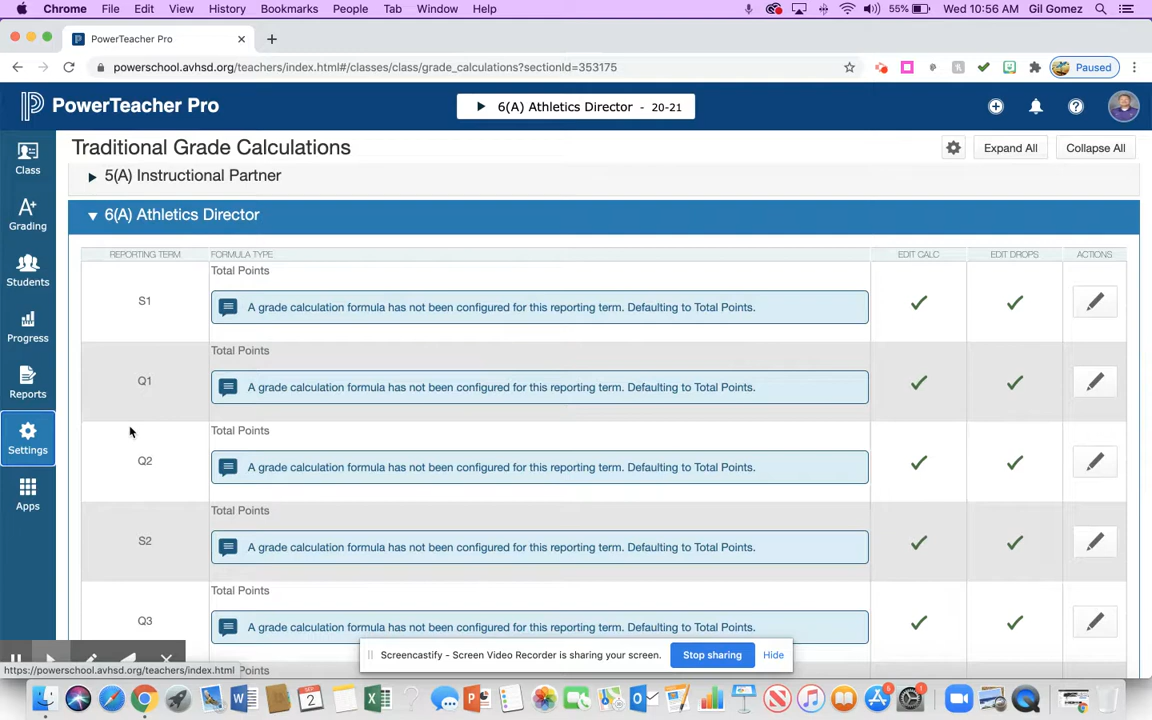 Chrome File Edit View History Bookmarks People Tab Window Help 55% Wed 10:56 AM Gil Gomez
PowerTeacher Pro
powerschool.avhsd.org/teachers/index.html#/classes/class/grade_calculations?sectionId=353175 Paused
PowerTeacher Pro 6(A) Athletics Director - 20-21
Traditional Grade Calculations Expand All Collapse All
Class
5(A) Instructional Partner
6(A) Athletics Director
Grading
REPORTING TERM FORMULA TYPE EDIT CALC EDIT DROPS ACTIONS
Total Points
Students
S1 A grade calculation formula has not been configured for this reporting term. Defaulting to Total Points.
Progress
Total Points
Q1 A grade calculation formula has not been configured for this reporting term. Defaulting to Total Points.
Reports
Total Points
Settings
Q2 A grade calculation formula has not been configured for this reporting term. Defaulting to Total Points.
Apps
Total Points
S2 A grade calculation formula has not been configured for this reporting term. Defaulting to Total Points.
Total Points
Q3 A grade calculation formula has not been configured for this reporting term. Defaulting to Total Points.
Screencastify - Screen Video Recorder is sharing your screen. Stop sharing Hide
https://powerschool.avhsd.org/teachers/index.html Points